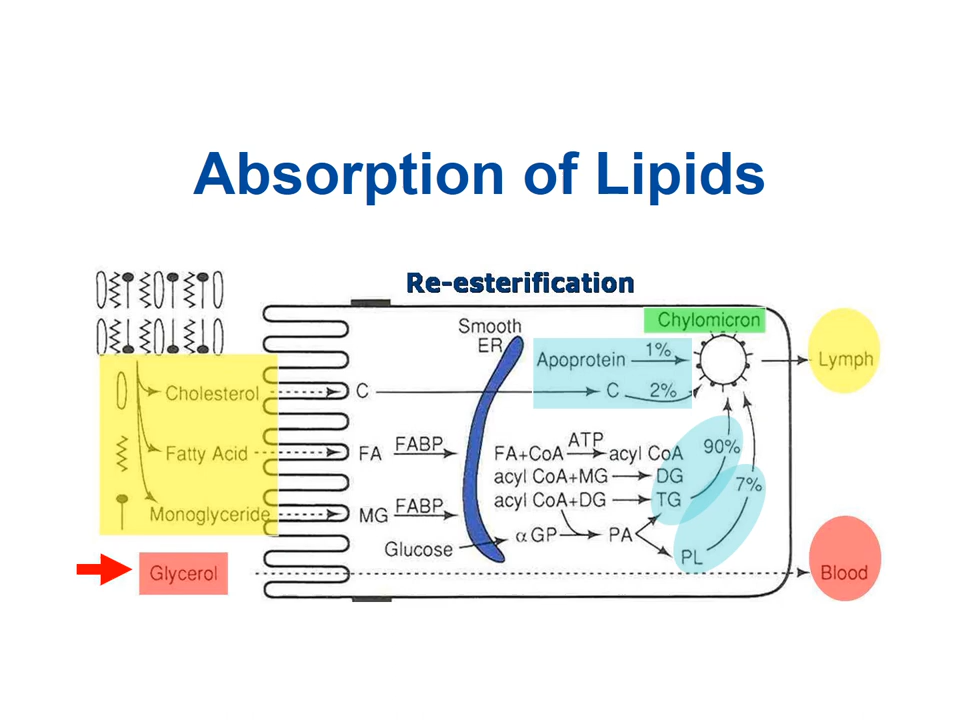 Absorption of Lipids
Re-esterification
Smooth
ER
Chylomicron
Apoprotein 1%
Lymph
Cholesterol C C 2%
Fatty Acid FA FABP
FA+CoA ATP acyl CoA 90%
acyl CoA+MG DG
7%
acyl CoA+DG TG
Monoglyceride MG FABP
Glucose α GP PA
PL
Glycerol Blood